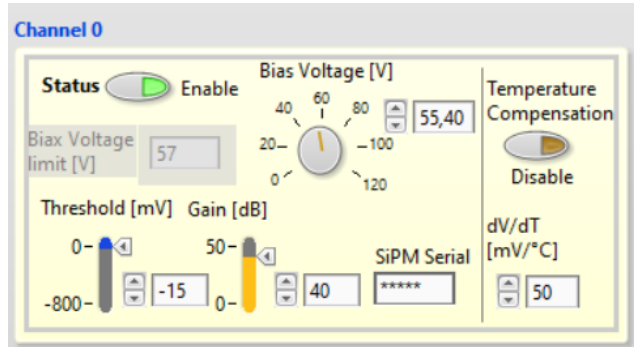 Channel 0
Status Enable
Bias Voltage [V]
0 20 40 60 80 100 120
55,40
Biax Voltage
limit [V]
57
Temperature
Compensation
Disable
Threshold [mV]
0
-800
-15
Gain [dB]
50
0
40
SiPM Serial
*****
dV/dT
[mV/°C]
50